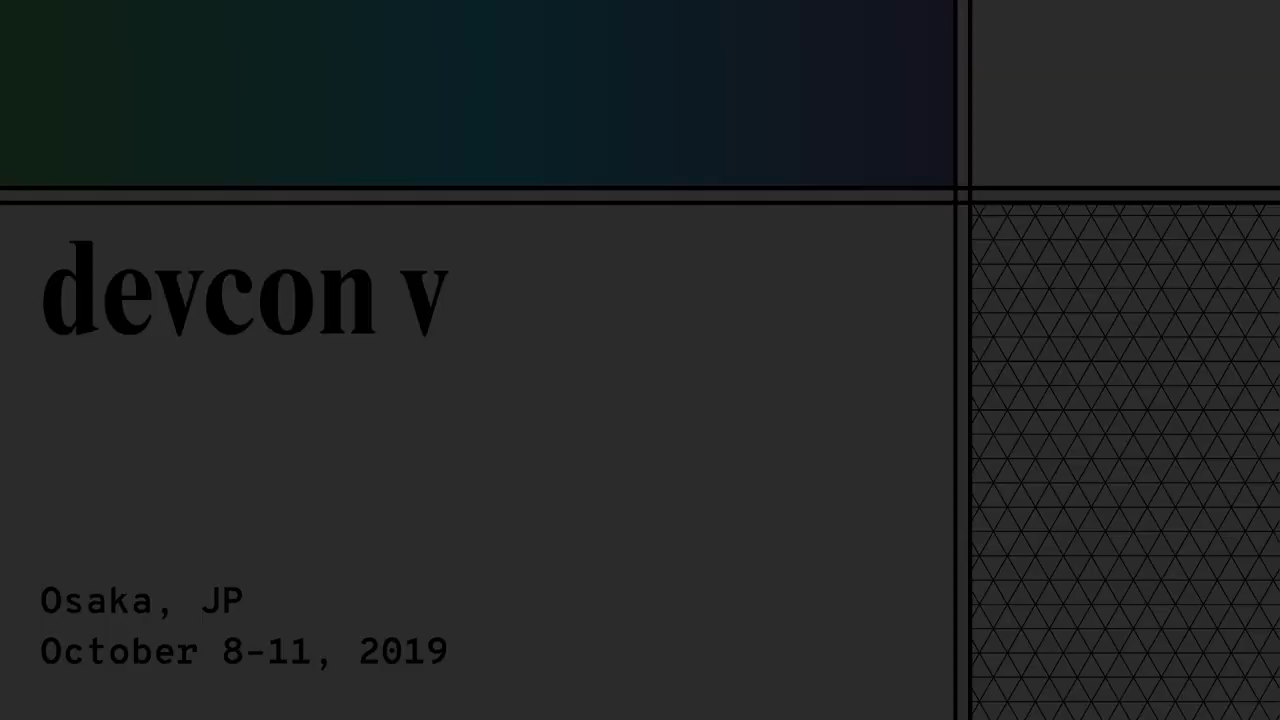 devcon v
Osaka, JP
October 8–11, 2019